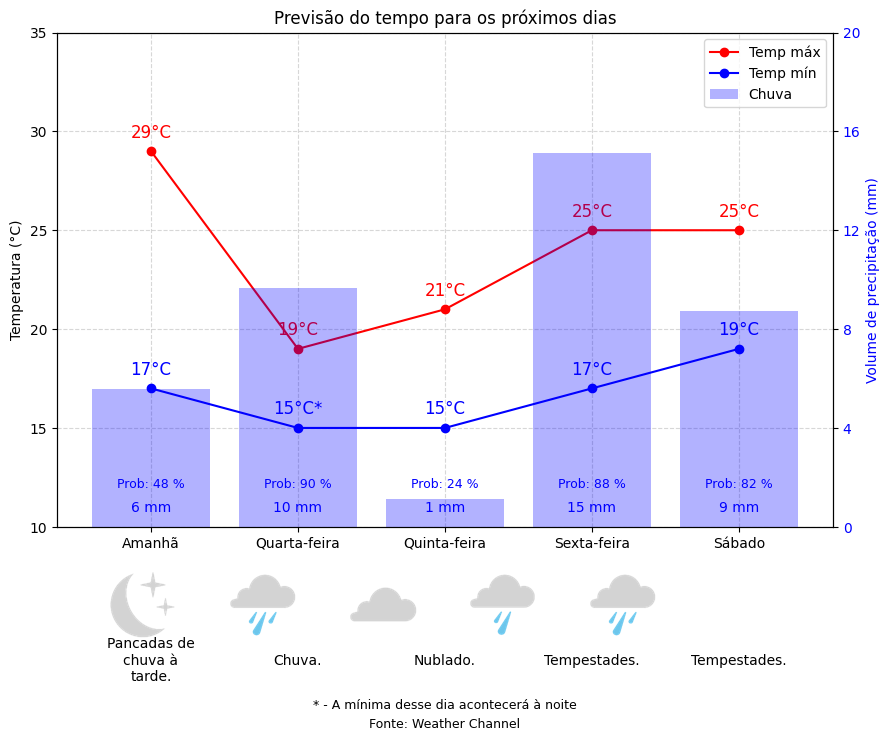 Previsão do tempo para os próximos dias
Temp máx
Temp mín
Chuva
Temperatura (°C)
Volume de precipitação (mm)
35
30
25
20
15
10
20
16
12
8
4
0
29°C
19°C
21°C
25°C
25°C
17°C
15°C*
15°C
17°C
19°C
Prob: 48 %
Prob: 90 %
Prob: 24 %
Prob: 88 %
Prob: 82 %
6 mm
10 mm
1 mm
15 mm
9 mm
Amanhã
Quarta-feira
Quinta-feira
Sexta-feira
Sábado
Pancadas de
chuva à
tarde.
Chuva.
Nublado.
Tempestades.
Tempestades.
* - A mínima desse dia acontecerá à noite
Fonte: Weather Channel